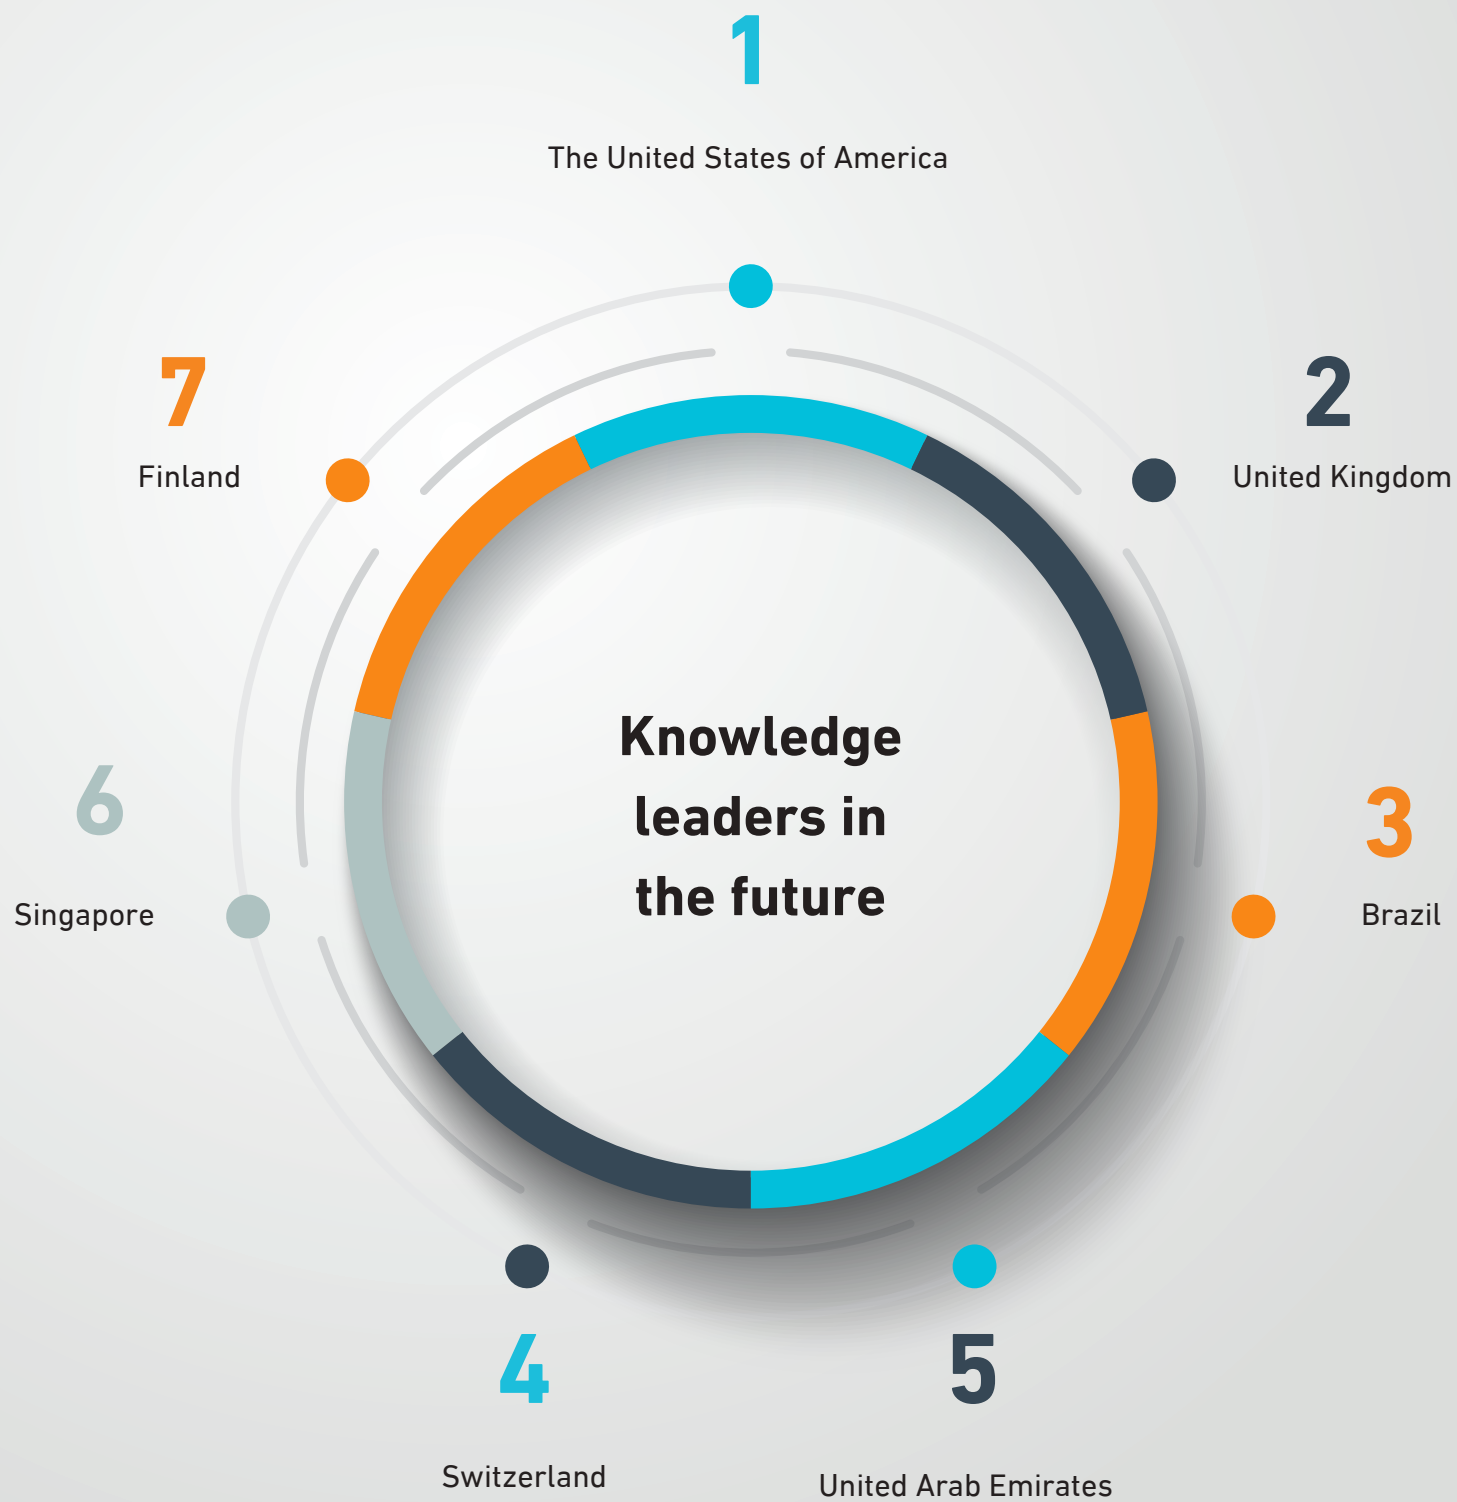 1
The United States of America
2
United Kingdom
3
Brazil
4
Switzerland
5
United Arab Emirates
6
Singapore
7
Finland
Knowledge
leaders in
the future